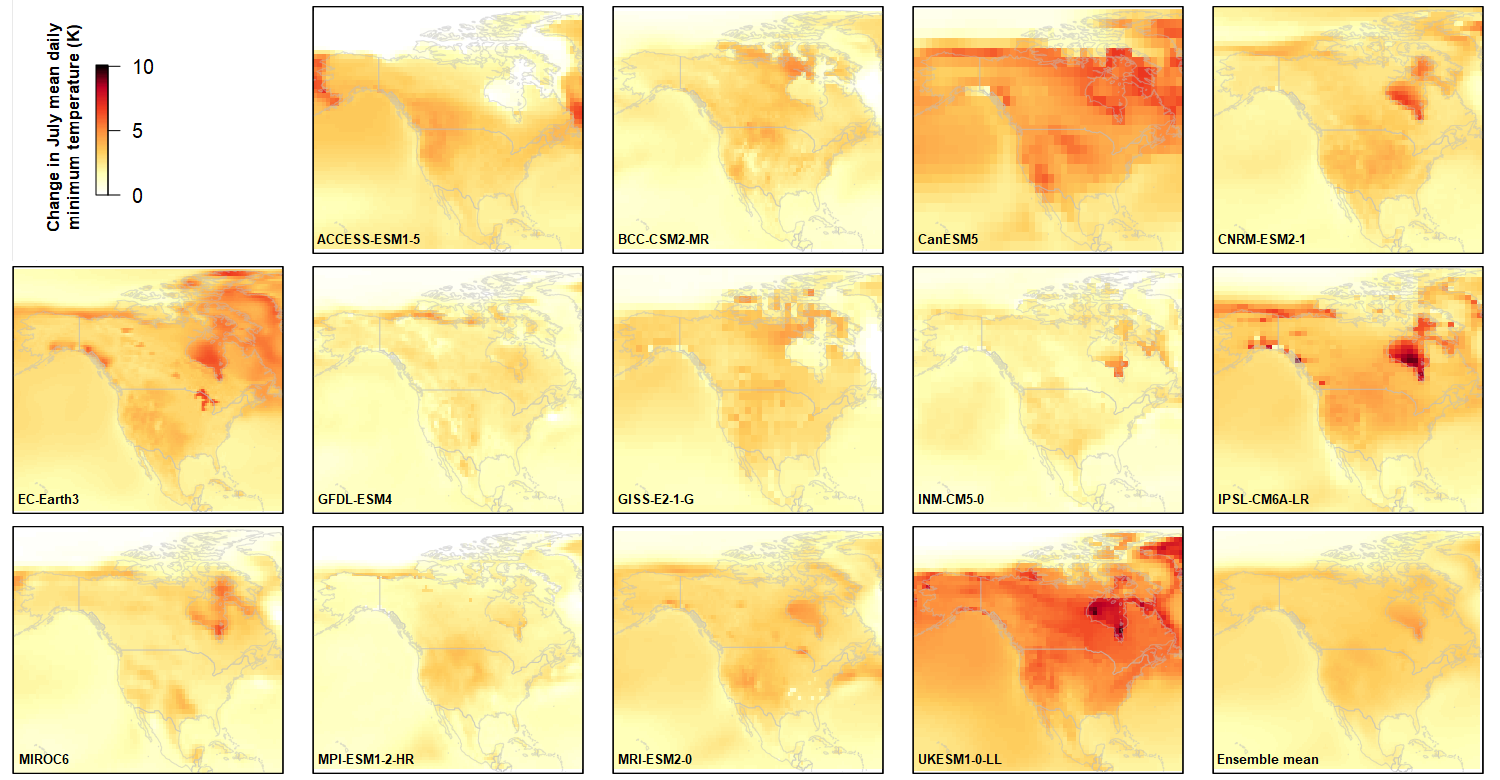 Change in July mean daily
minimum temperature (K)
10
5
0
ACCESS-ESM1-5
BCC-CSM2-MR
CanESM5
CNRM-ESM2-1
EC-Earth3
GFDL-ESM4
GISS-E2-1-G
INM-CM5-0
IPSL-CM6A-LR
MIROC6
MPI-ESM1-2-HR
MRI-ESM2-0
UKESM1-0-LL
Ensemble mean